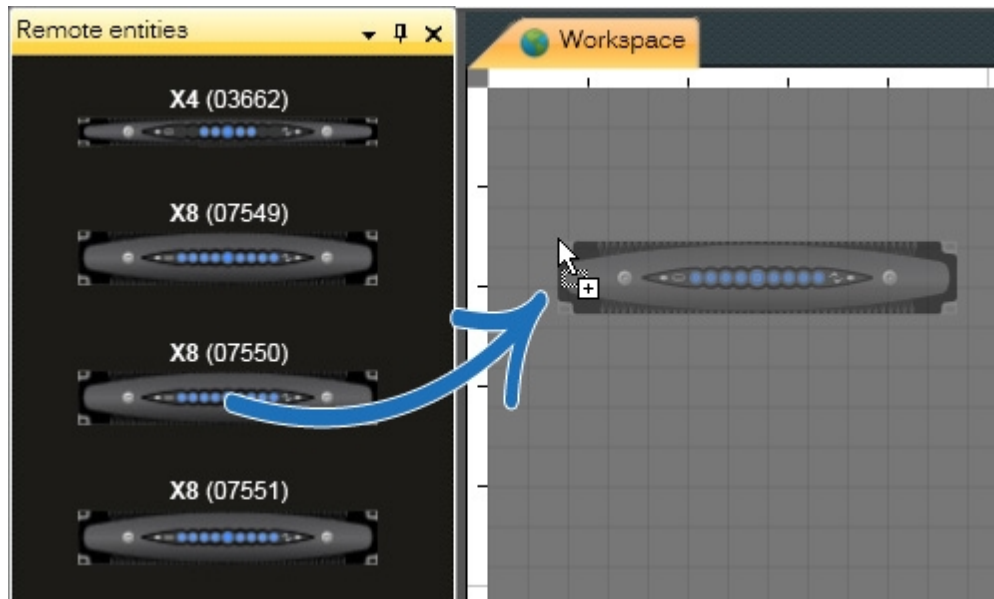 Remote entities
Workspace
X4 (03662)
X8 (07549)
X8 (07550)
X8 (07551)